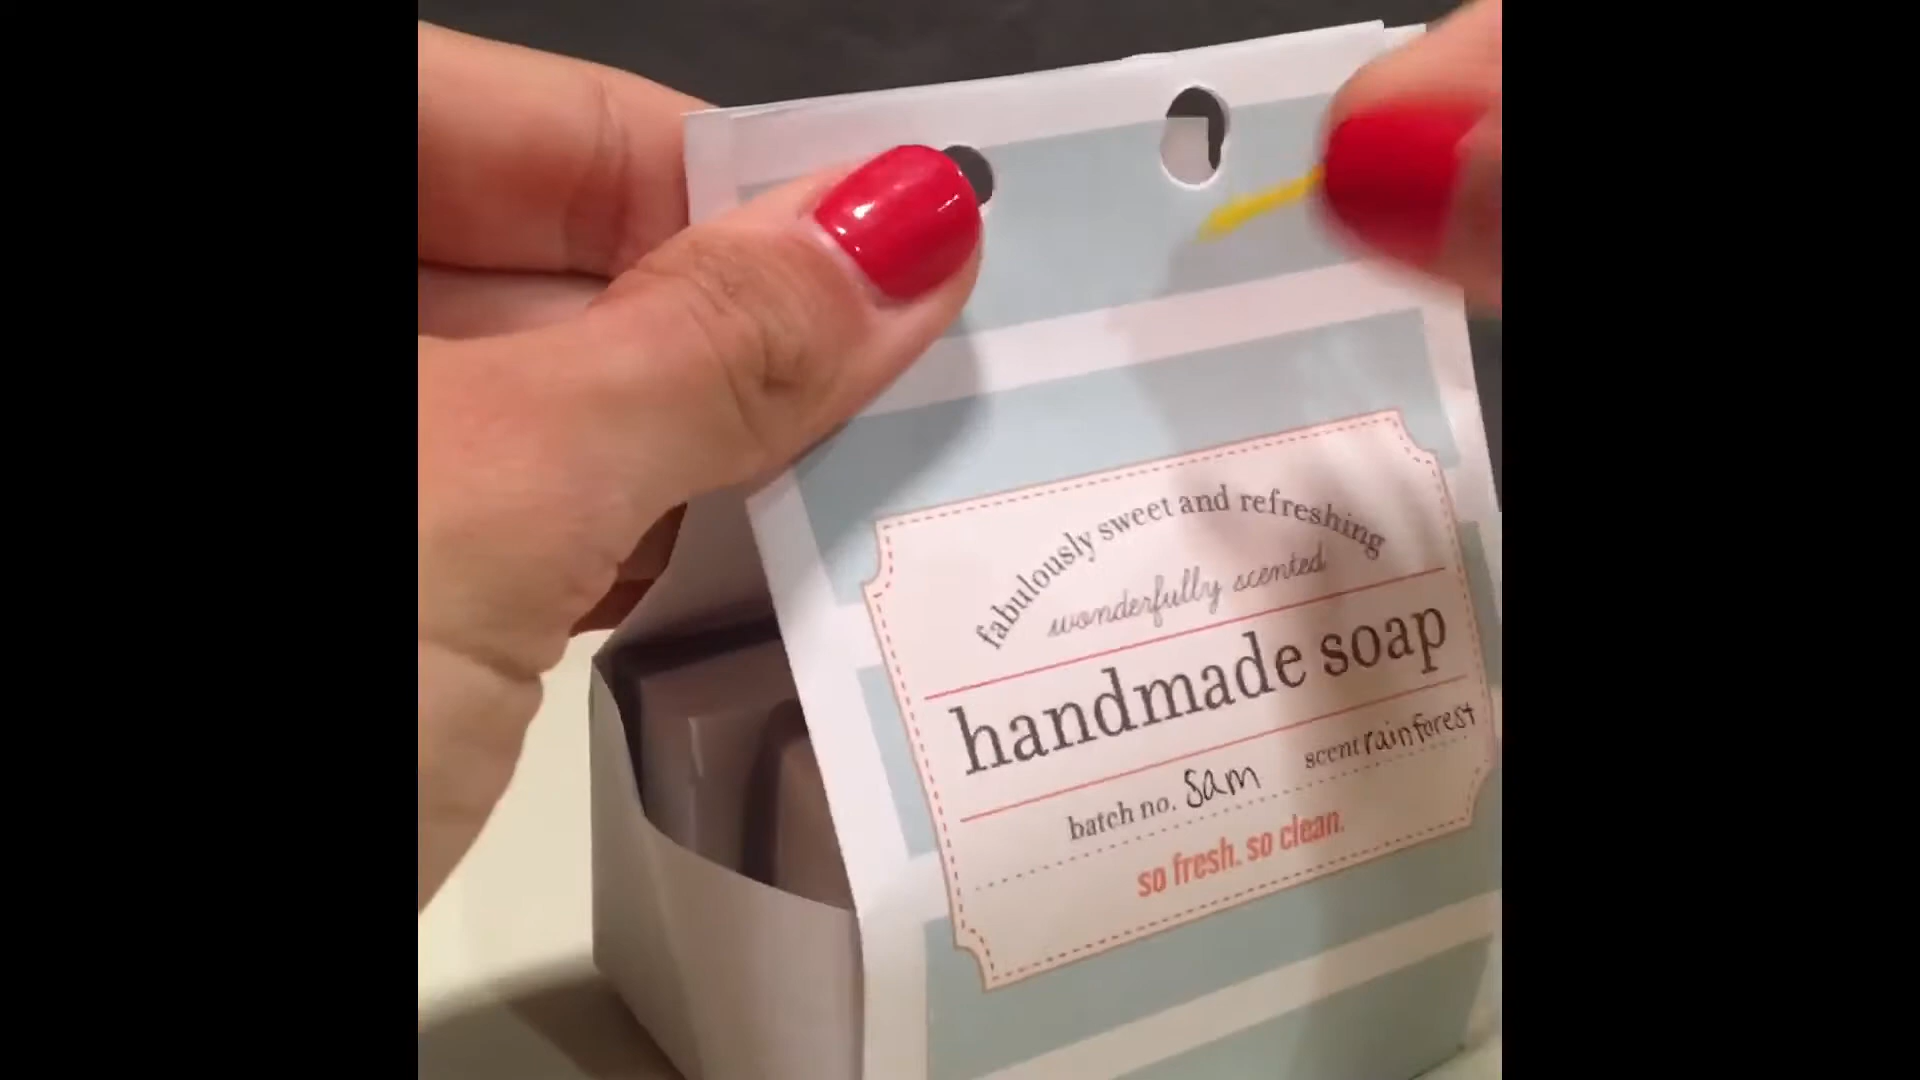 fabulously sweet and refreshing
wonderfully scented
handmade soap
batch no. Sam scent rainforest
so fresh. so clean.